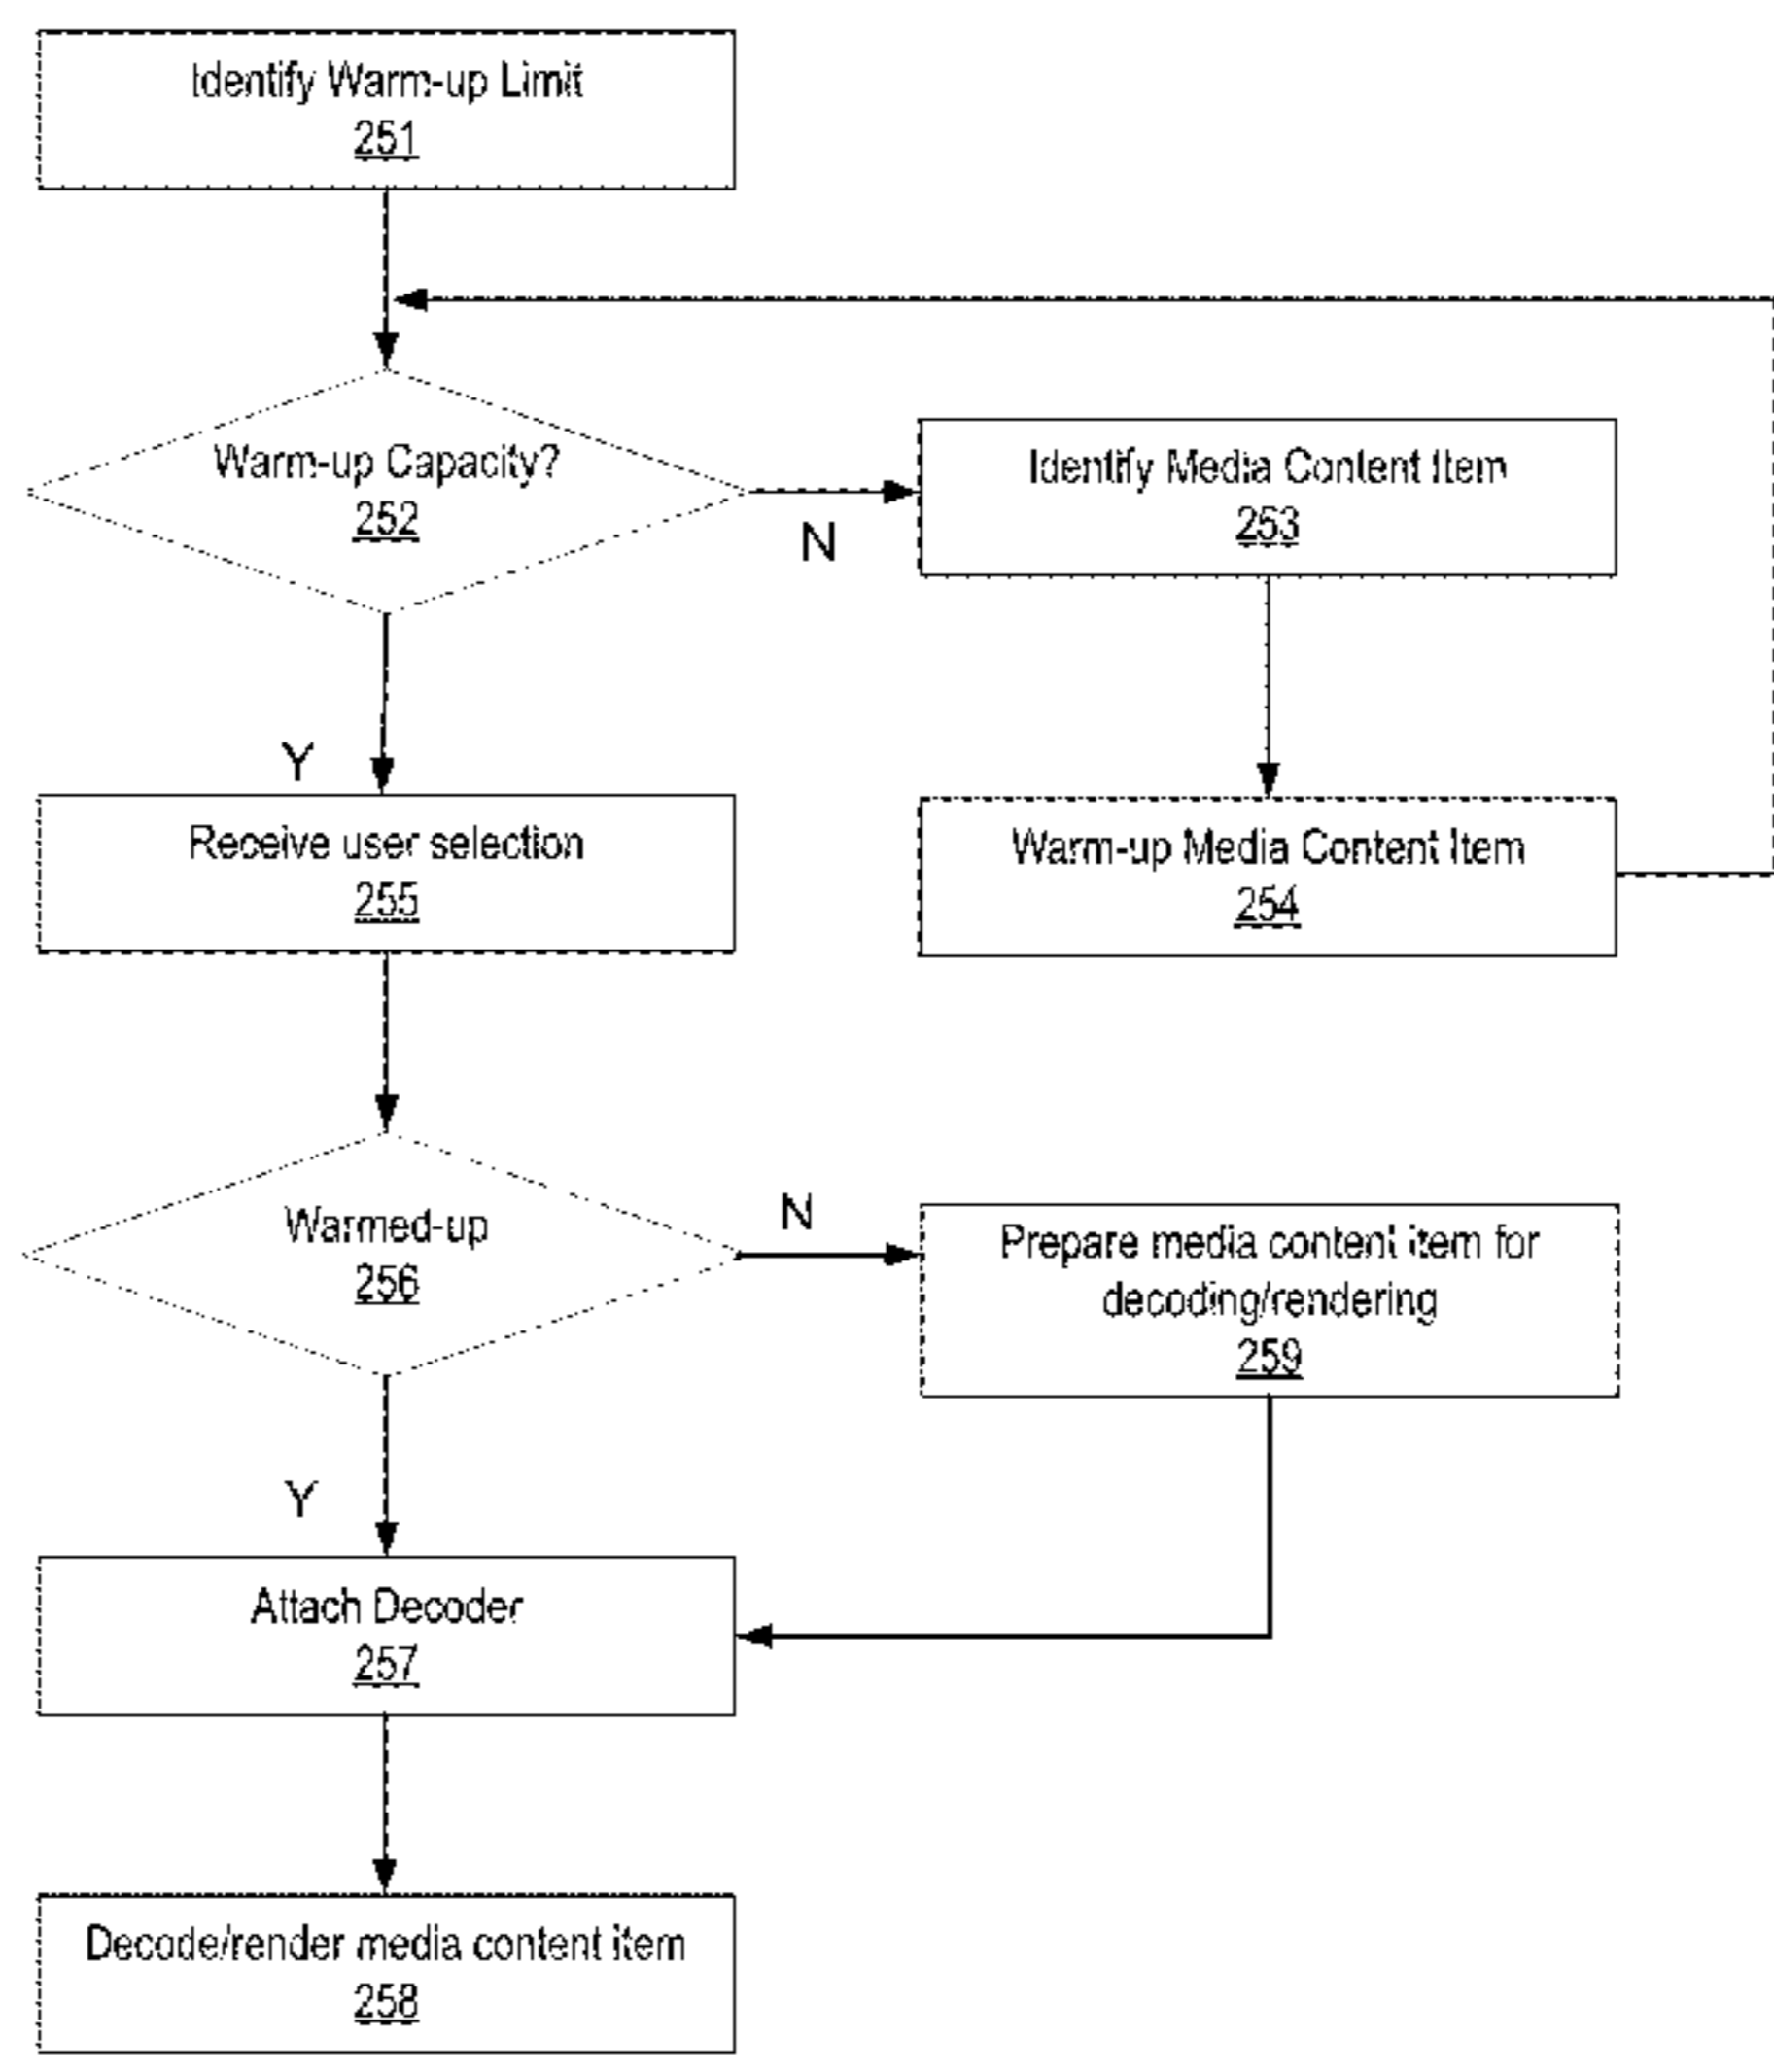 Identify Warm-up Limit
251
Warm-up Capacity?
252
N
Identify Media Content Item
253
Y
Receive user selection
255
Warm-up Media Content Item
254
Warmed-up
256
N
Prepare media content item for
decoding/rendering
259
Y
Attach Decoder
257
Decode/render media content item
258